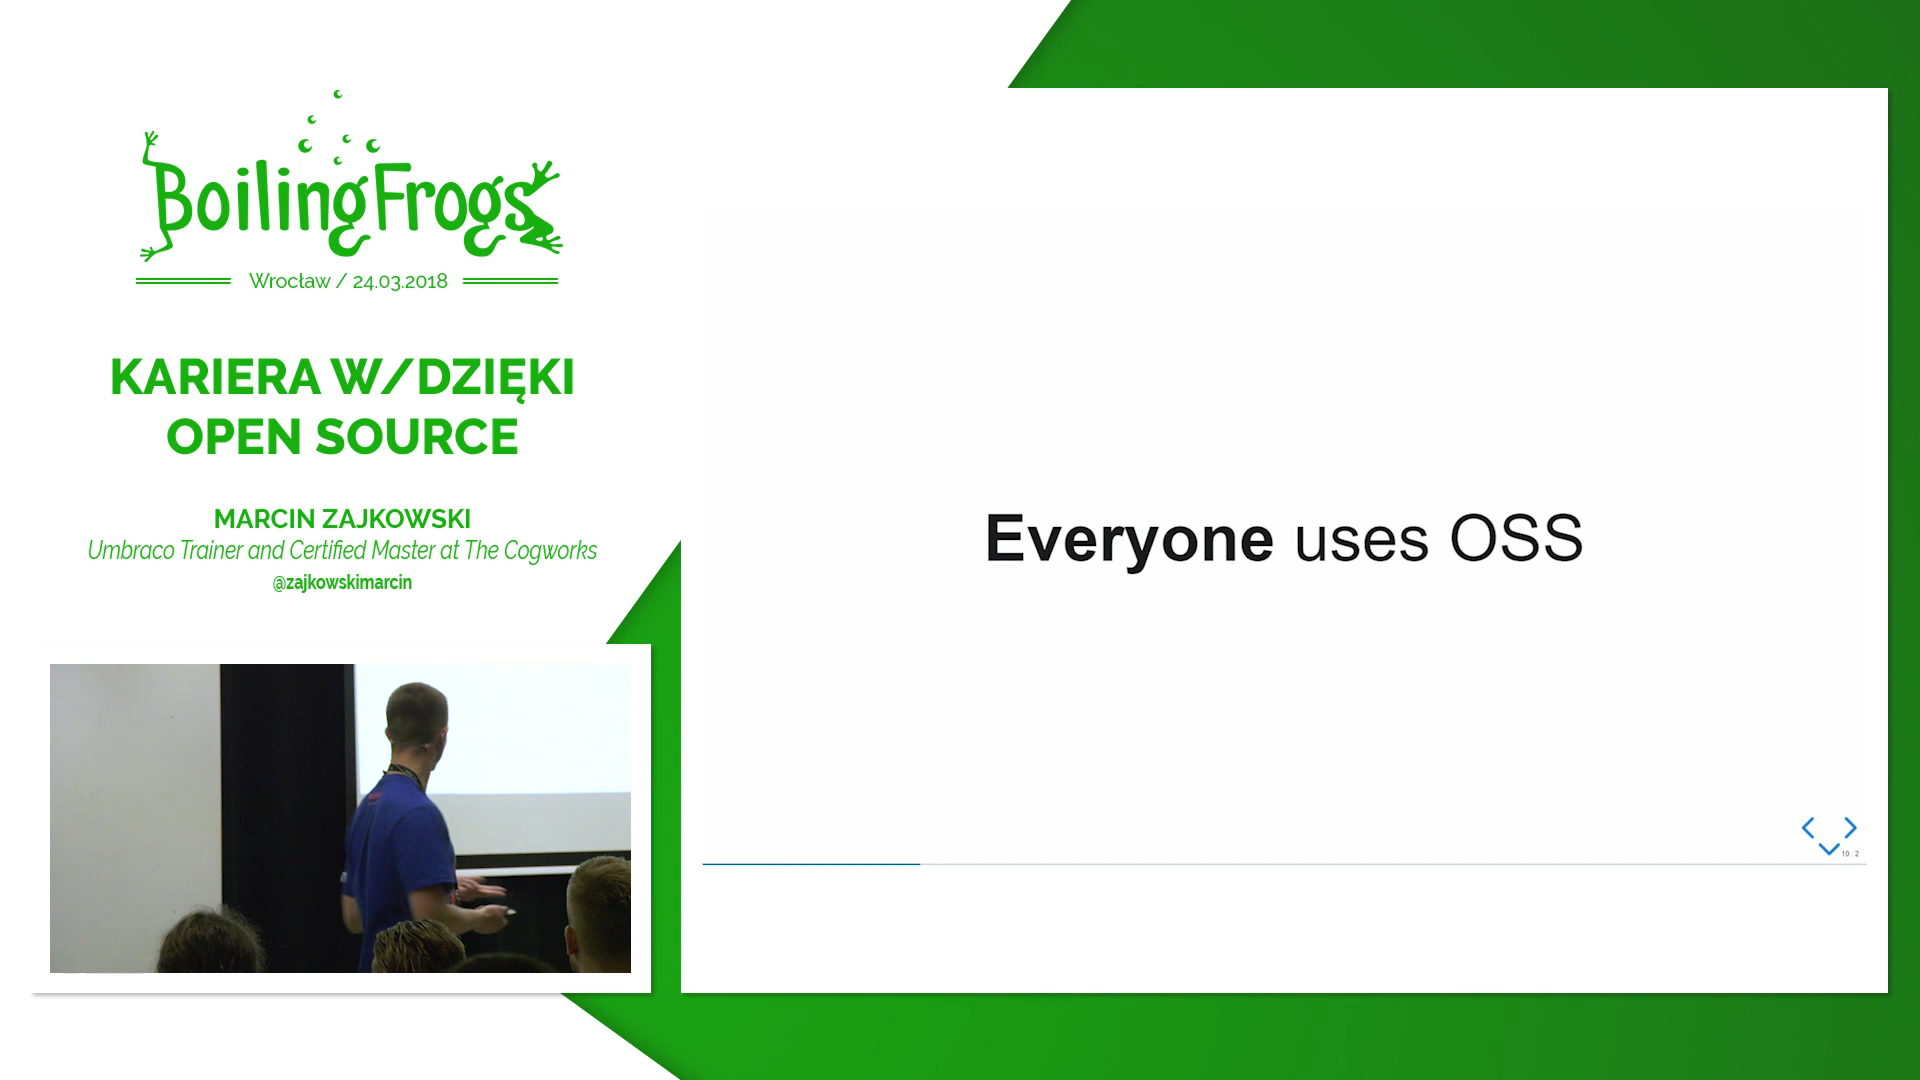 BoilingFrogs
Wrocław / 24.03.2018
KARIERA W/DZIĘKI
OPEN SOURCE
MARCIN ZAJKOWSKI
Umbraco Trainer and Certified Master at The Cogworks
@zajkowskimarcin
Everyone uses OSS
10.2